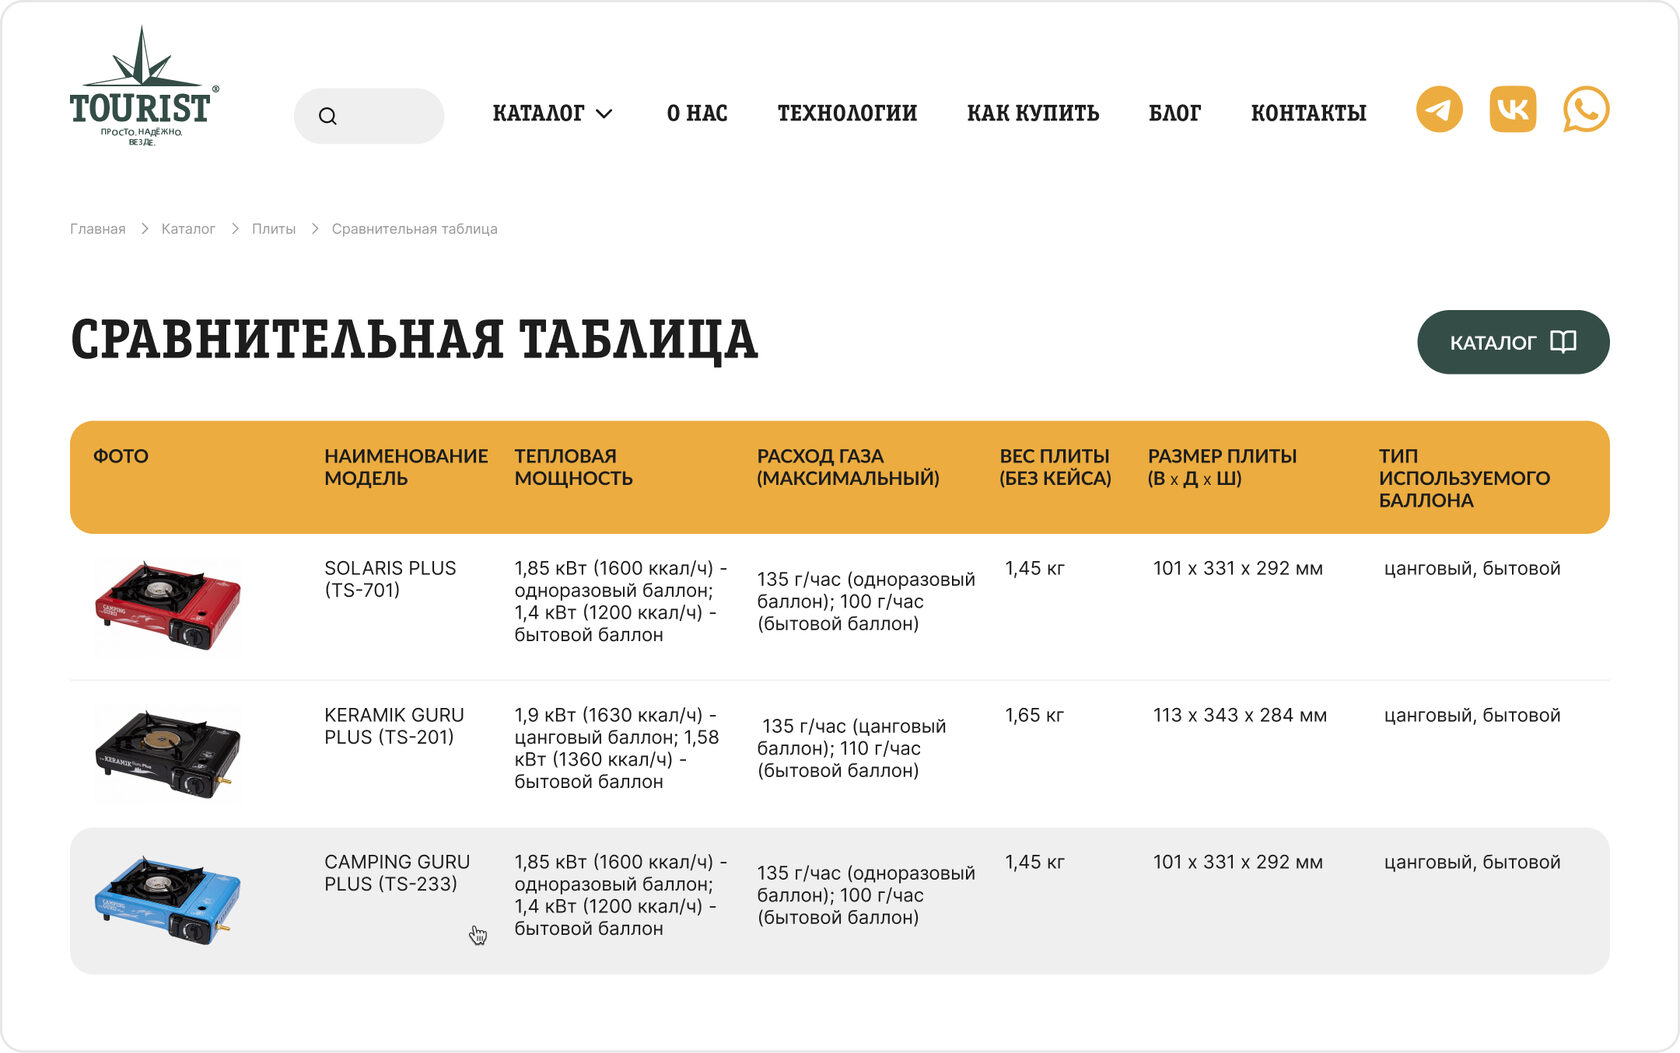 TOURIST®
ПРОСТО. НАДЁЖНО.
ВЕЗДЕ.
КАТАЛОГ
О НАС
ТЕХНОЛОГИИ
КАК КУПИТЬ
БЛОГ
КОНТАКТЫ
Главная > Каталог > Плиты > Сравнительная таблица
СРАВНИТЕЛЬНАЯ ТАБЛИЦА
КАТАЛОГ
ФОТО
НАИМЕНОВАНИЕ
МОДЕЛЬ
ТЕПЛОВАЯ
МОЩНОСТЬ
РАСХОД ГАЗА
(МАКСИМАЛЬНЫЙ)
ВЕС ПЛИТЫ
(БЕЗ КЕЙСА)
РАЗМЕР ПЛИТЫ
(В х Д х Ш)
ТИП
ИСПОЛЬЗУЕМОГО
БАЛЛОНА
CAMPING
GURU
SOLARIS PLUS
(TS-701)
1,85 кВт (1600 ккал/ч) -
одноразовый баллон;
1,4 кВт (1200 ккал/ч) -
бытовой баллон
135 г/час (одноразовый
баллон); 100 г/час
(бытовой баллон)
1,45 кг
101 x 331 x 292 мм
цанговый, бытовой
KERAMIK Guru Plus
KERAMIK GURU
PLUS (TS-201)
1,9 кВт (1630 ккал/ч) -
цанговый баллон; 1,58
кВт (1360 ккал/ч) -
бытовой баллон
135 г/час (цанговый
баллон); 110 г/час
(бытовой баллон)
1,65 кг
113 x 343 x 284 мм
цанговый, бытовой
CAMPING
GURU
CAMPING GURU
PLUS (TS-233)
1,85 кВт (1600 ккал/ч) -
одноразовый баллон;
1,4 кВт (1200 ккал/ч) -
бытовой баллон
135 г/час (одноразовый
баллон); 100 г/час
(бытовой баллон)
1,45 кг
101 x 331 x 292 мм
цанговый, бытовой